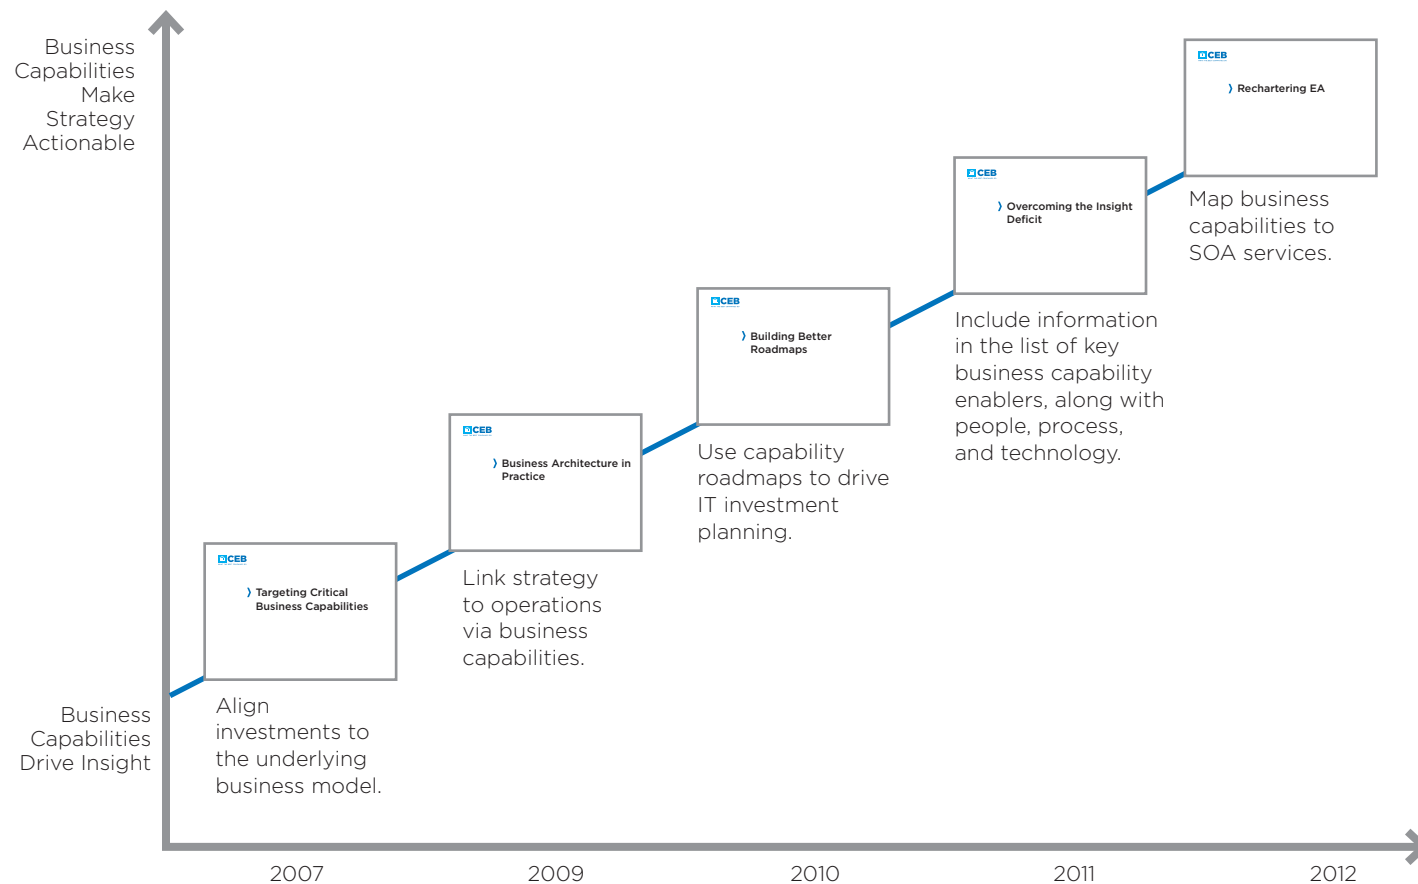 Business
Capabilities
Make
Strategy
Actionable
CEB
Rechartering EA
Map business
capabilities to
SOA services.
CEB
Overcoming the Insight
Deficit
Include information
in the list of key
business capability
enablers, along with
people, process,
and technology.
CEB
Building Better
Roadmaps
Use capability
roadmaps to drive
IT investment
planning.
CEB
Business Architecture in
Practice
Link strategy
to operations
via business
capabilities.
CEB
Targeting Critical
Business Capabilities
Align
investments to
the underlying
business model.
Business
Capabilities
Drive Insight
2007
2009
2010
2011
2012